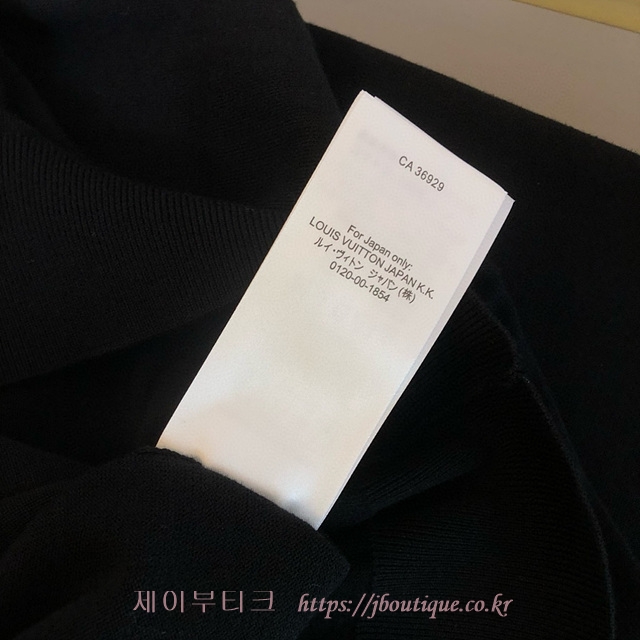 CA 36929
For Japan only:
LOUIS VUITTON JAPAN K.K.
ルイ・ヴィトン ジャパン(株)
0120-00-1854
제이부티크 https://jboutique.co.kr